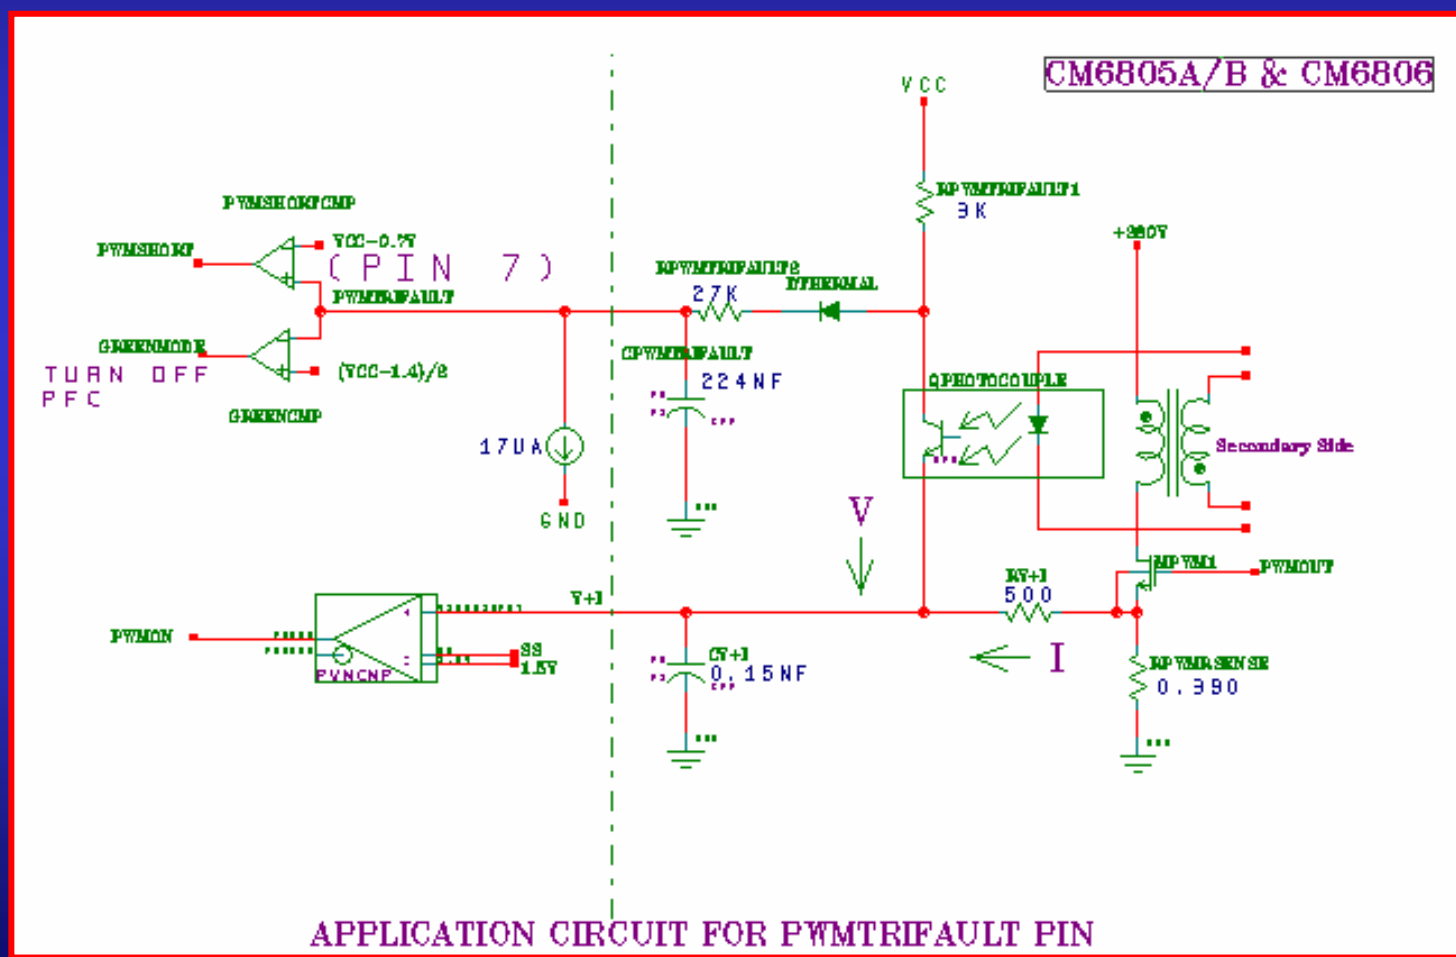 CM6805A/B & CM6806
VCC
RPWMTRIFAULT1
3K
+380V
PWMSHORTCMP
PWMSHORT
VCC-0.7V
(PIN 7)
PWMTRIFAULT
RPWMTRIFAULT2
27K
DTHERMAL
GREENMODE
TURN OFF
PFC
(VCC-1.4)/2
GREENCMP
CPWMTRIFAULT
224NF
QPHOTOCOUPLE
17UA
GND
Secondary Side
V
MPWM1
PWMOUT
RV+I
500
V+I
PWMON
SS
1.5V
PWNCMP
CV+I
0.15NF
I
RPWMRSENSE
0.390
APPLICATION CIRCUIT FOR PWMTRIFAULT PIN